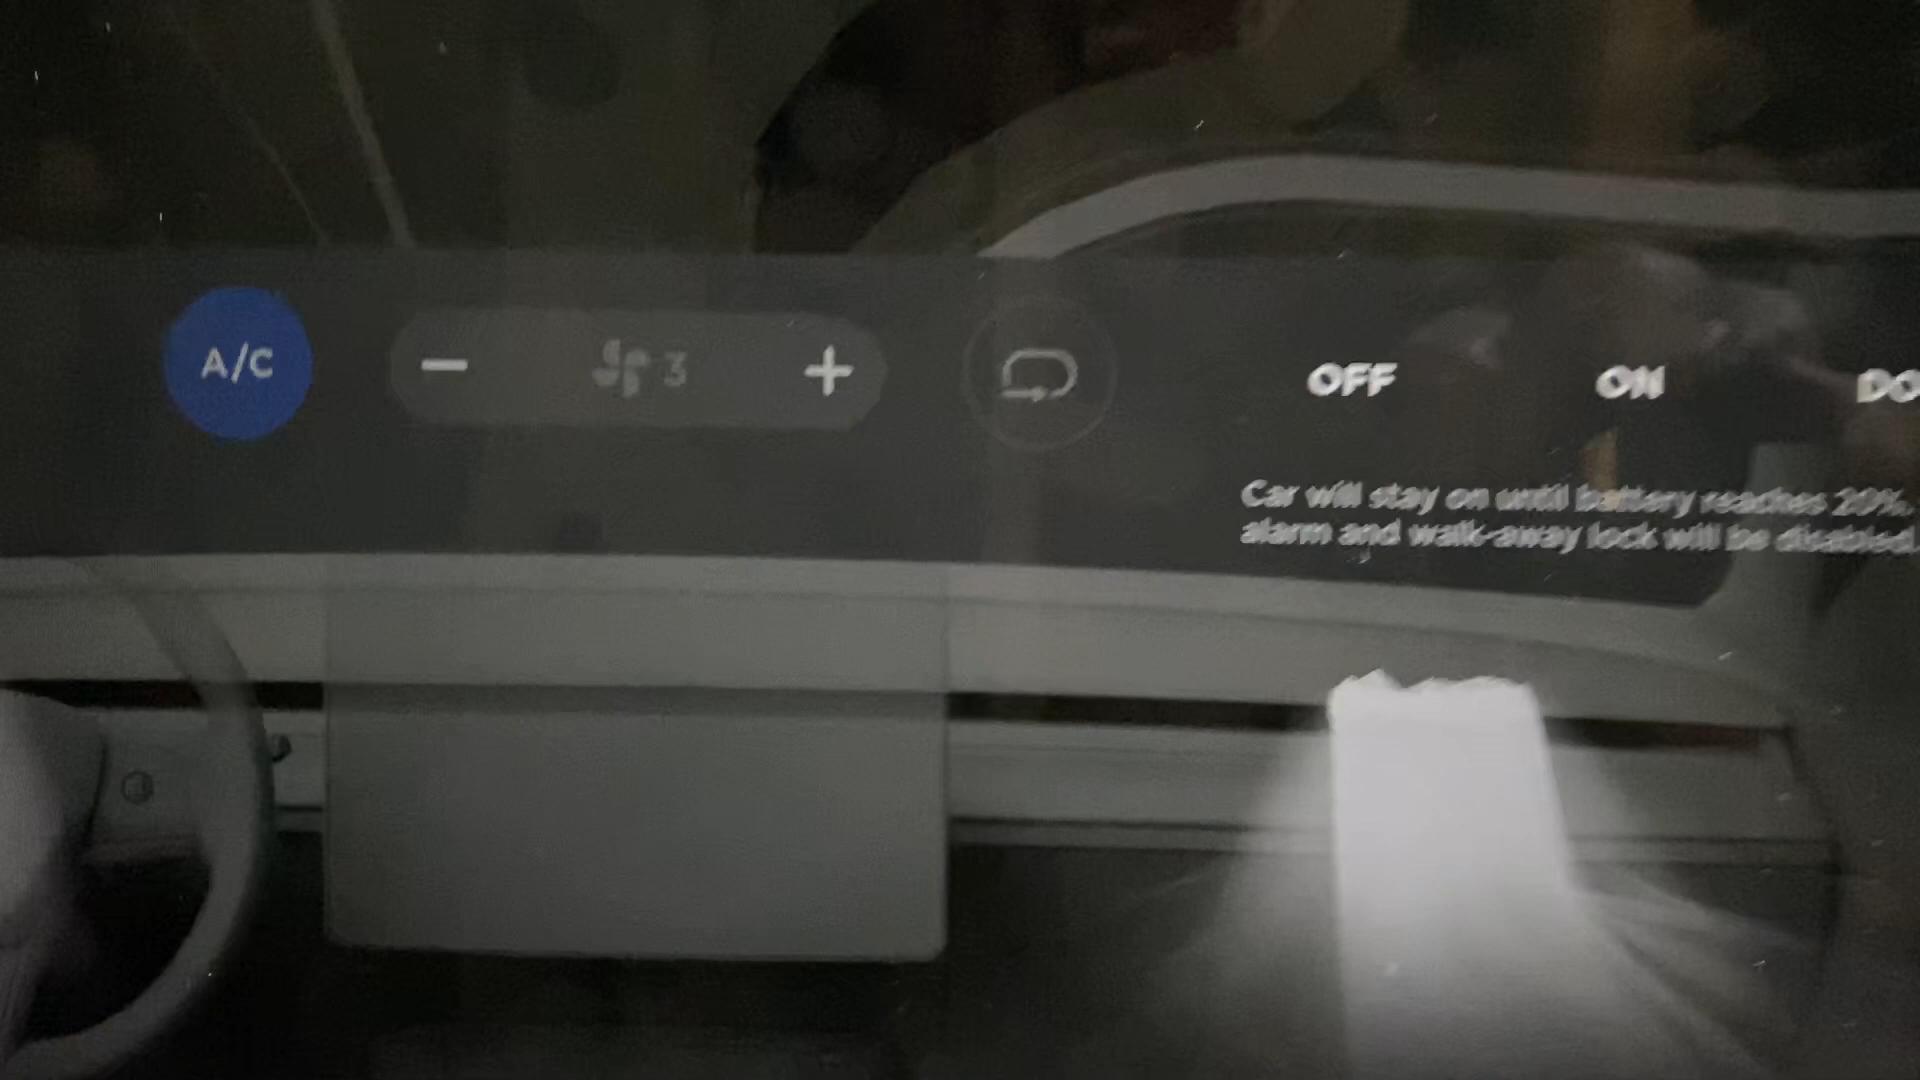 A/C
3
OFF ON DO
Car will stay on until battery reaches 20%.
alarm and walk-away lock will be disabled.